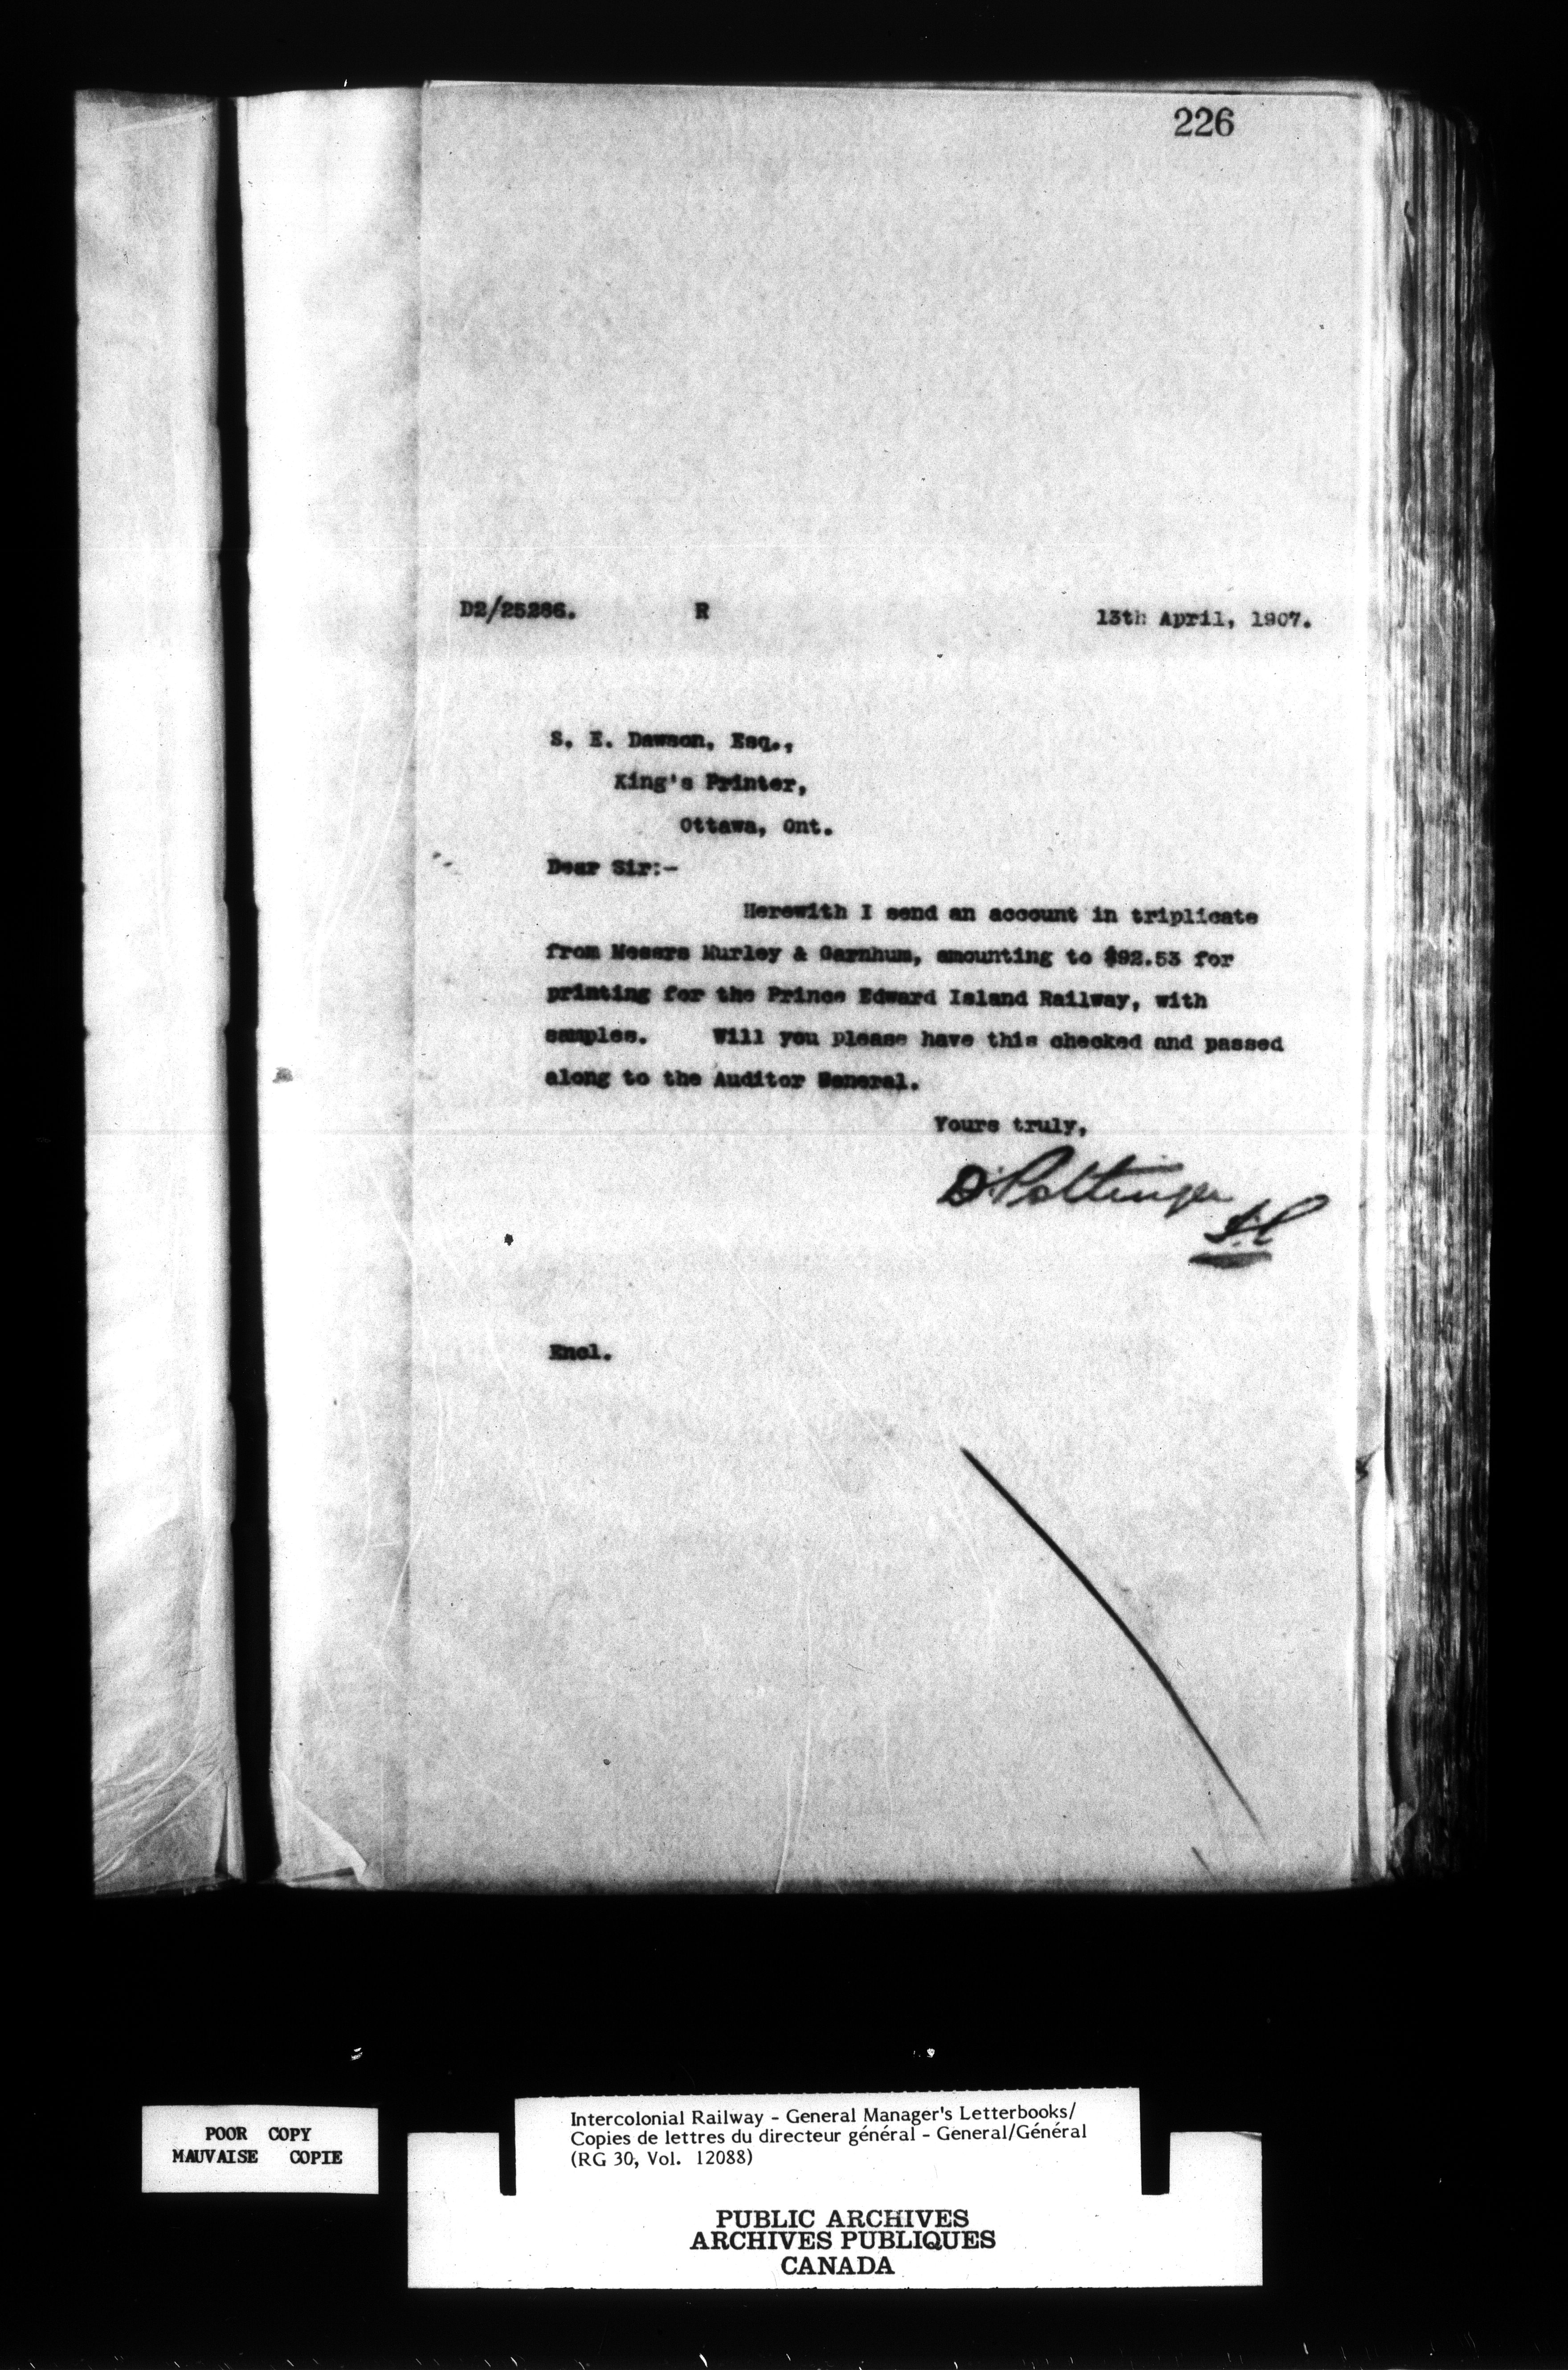 226
D2/25286. R 13th April, 1907.
S. E. Dawson, Esq.,
King's Printer,
Ottawa, Ont.
Dear Sir:-
Herewith I send an account in triplicate
from Messrs Murley & Garnhum, amounting to $92.53 for
printing for the Prince Edward Island Railway, with
samples. Will you please have this checked and passed
along to the Auditor General.
Yours truly,
D. Pottinger
Encl.
POOR COPY
MAUVAISE COPIE
Intercolonial Railway - General Manager's Letterbooks/
Copies de lettres du directeur général - General/Général
(RG 30, Vol. 12088)
PUBLIC ARCHIVES
ARCHIVES PUBLIQUES
CANADA